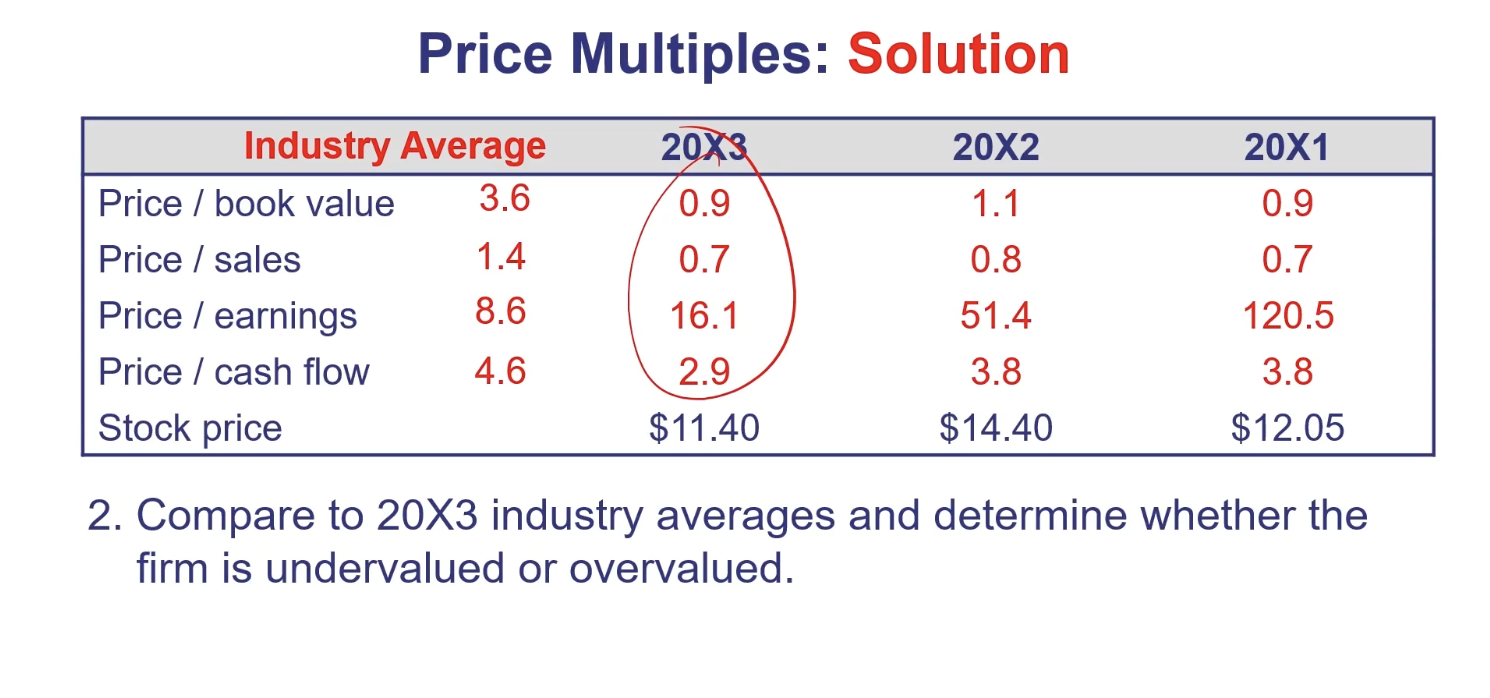 Price Multiples: Solution
Industry Average 20X3 20X2 20X1
Price / book value 3.6 0.9 1.1 0.9
Price / sales 1.4 0.7 0.8 0.7
Price / earnings 8.6 16.1 51.4 120.5
Price / cash flow 4.6 2.9 3.8 3.8
Stock price $11.40 $14.40 $12.05
2. Compare to 20X3 industry averages and determine whether the
firm is undervalued or overvalued.